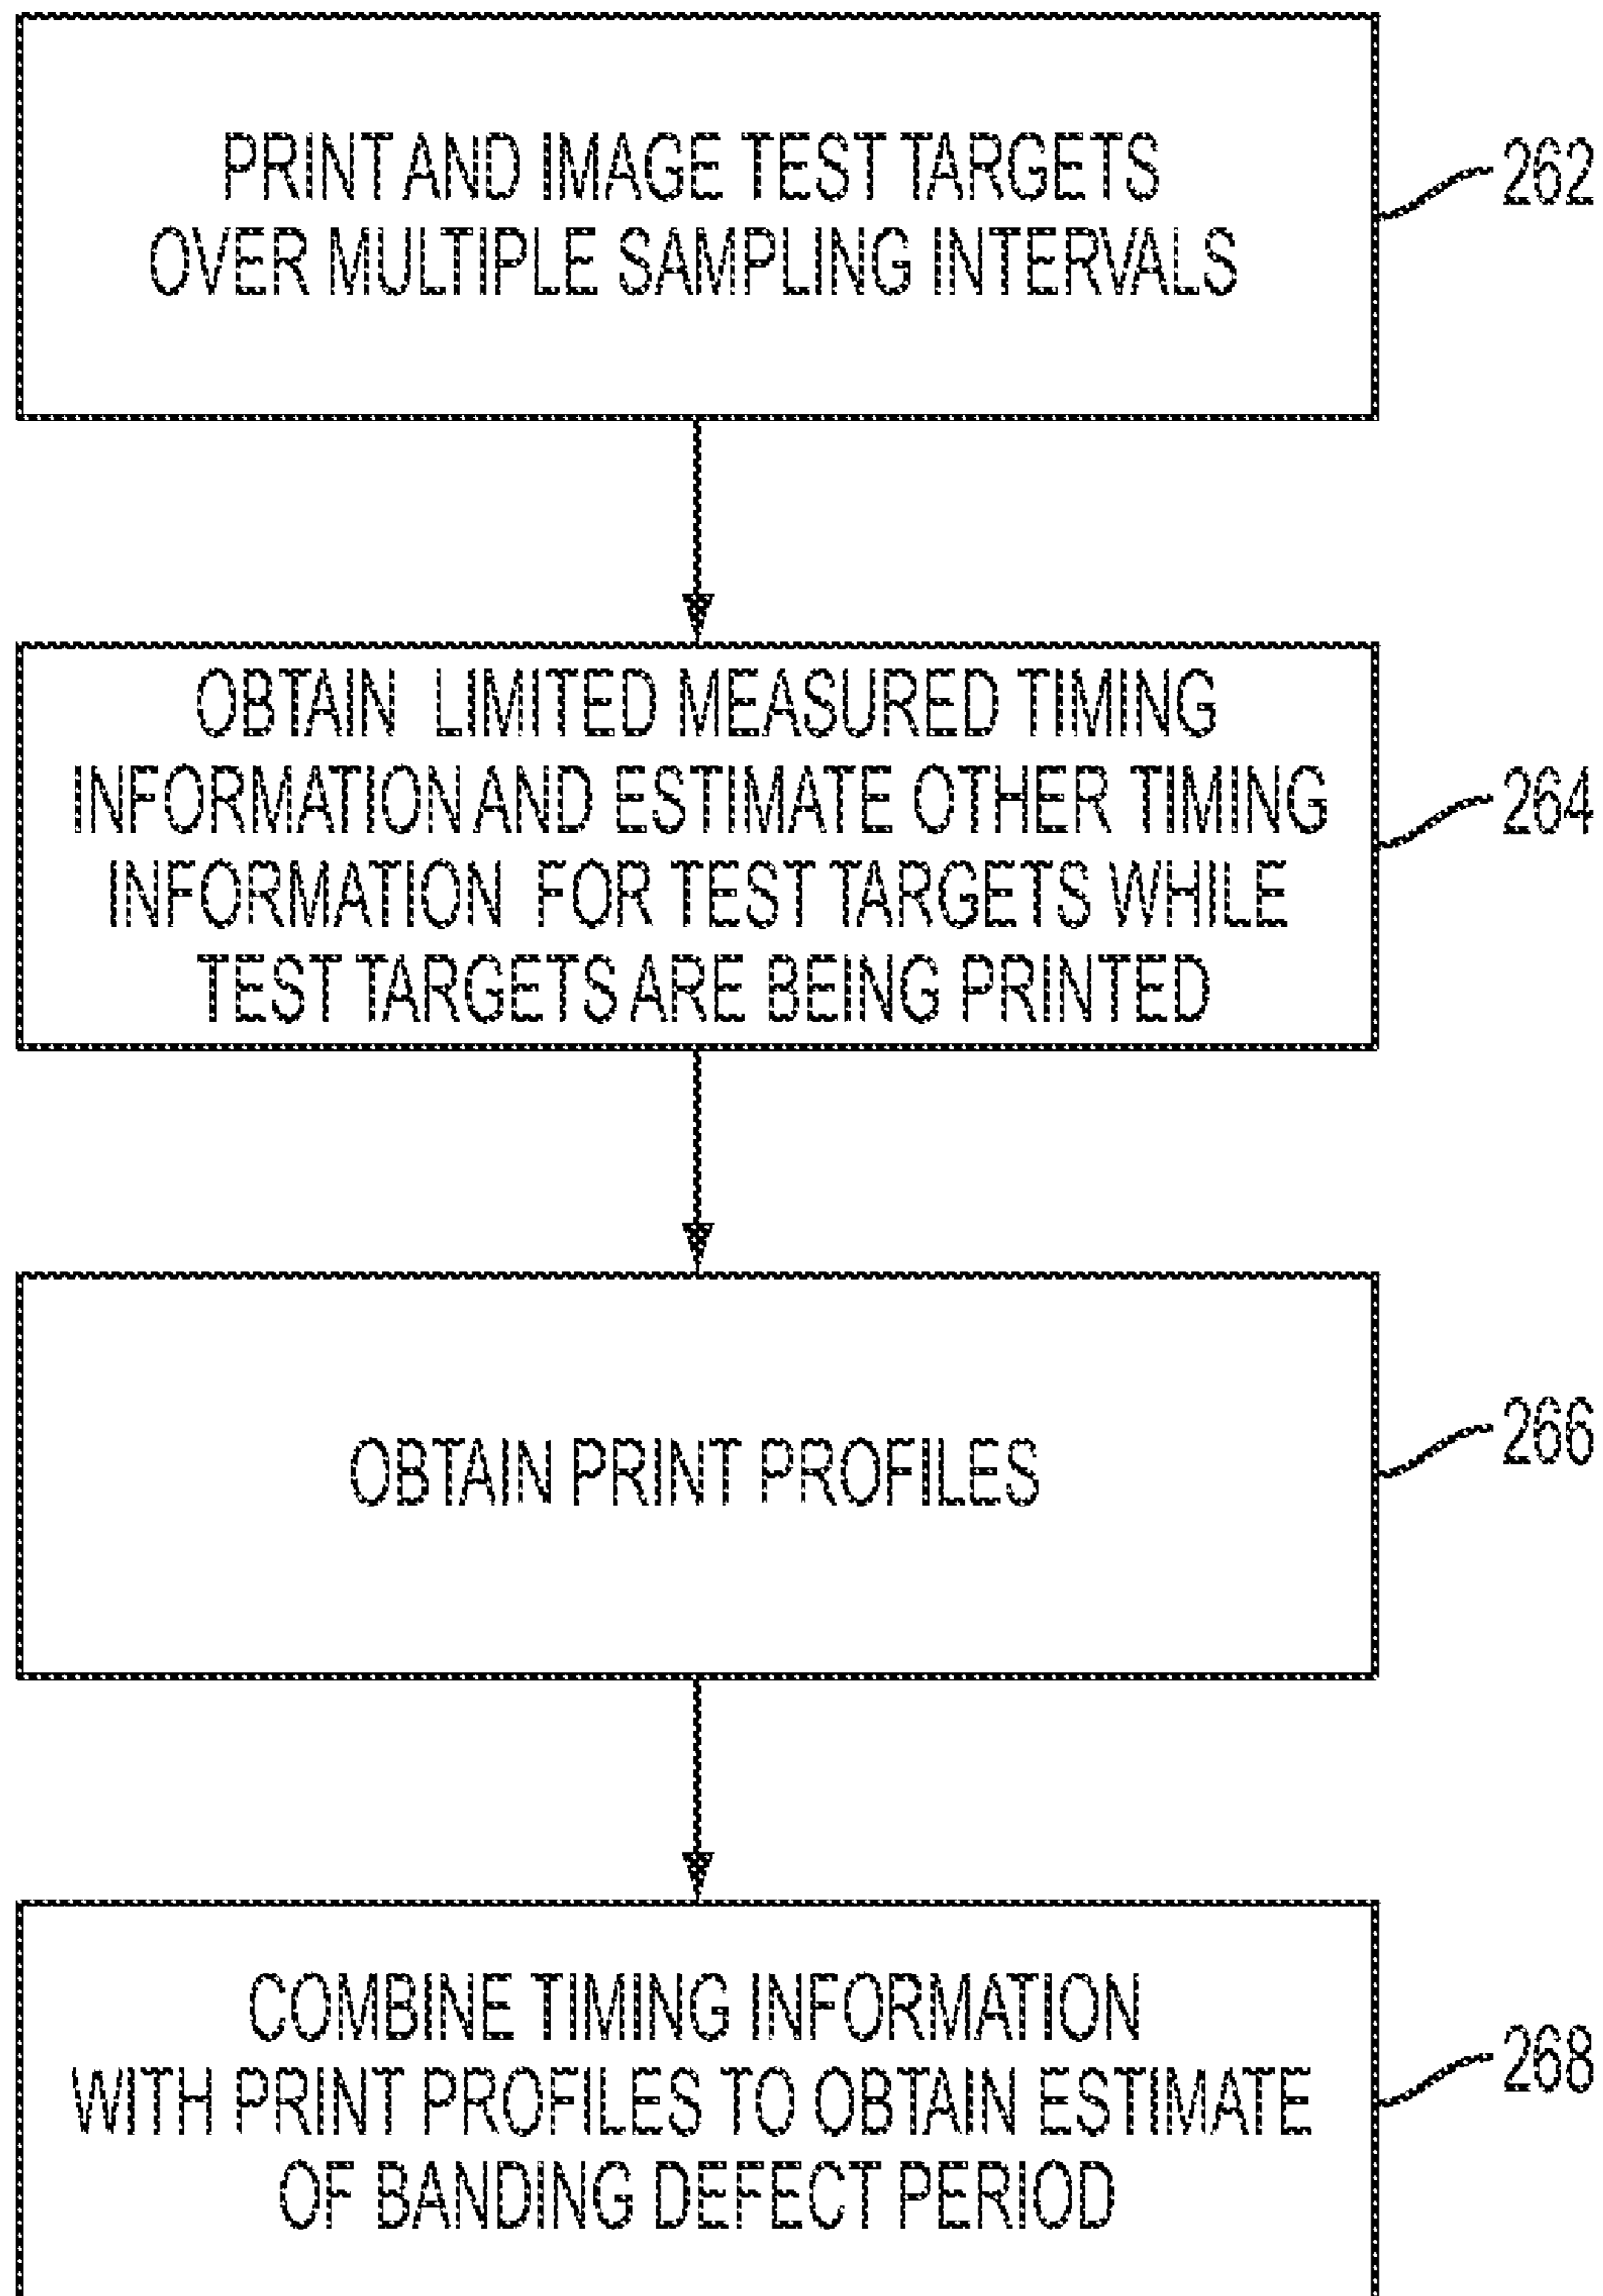 PRINT AND IMAGE TEST TARGETS
OVER MULTIPLE SAMPLING INTERVALS
262
OBTAIN LIMITED MEASURED TIMING
INFORMATION AND ESTIMATE OTHER TIMING
INFORMATION FOR TEST TARGETS WHILE
TEST TARGETS ARE BEING PRINTED
264
OBTAIN PRINT PROFILES
266
COMBINE TIMING INFORMATION
WITH PRINT PROFILES TO OBTAIN ESTIMATE
OF BANDING DEFECT PERIOD
268